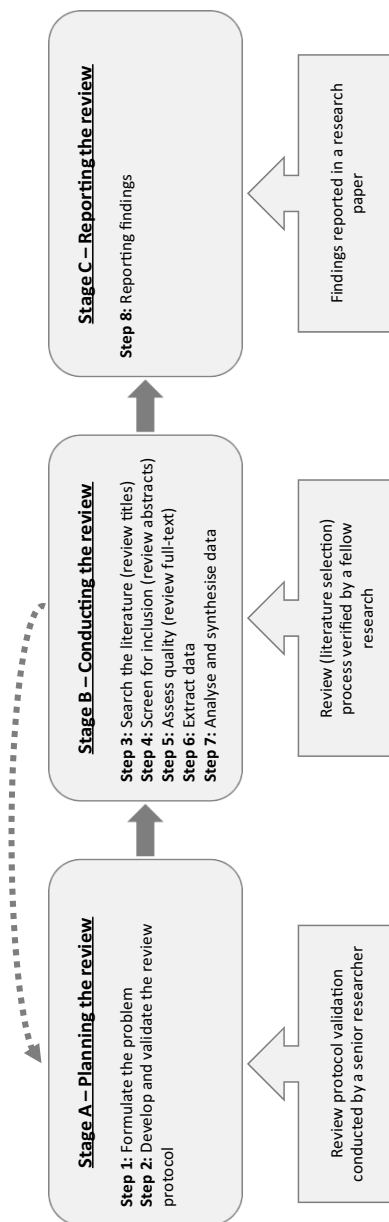 Stage A – Planning the review
Step 1: Formulate the problem
Step 2: Develop and validate the review
protocol
Review protocol validation
conducted by a senior researcher
Stage B – Conducting the review
Step 3: Search the literature (review titles)
Step 4: Screen for inclusion (review abstracts)
Step 5: Assess quality (review full-text)
Step 6: Extract data
Step 7: Analyse and synthesise data
Review (literature selection)
process verified by a fellow
research
Stage C – Reporting the review
Step 8: Reporting findings
Findings reported in a research
paper